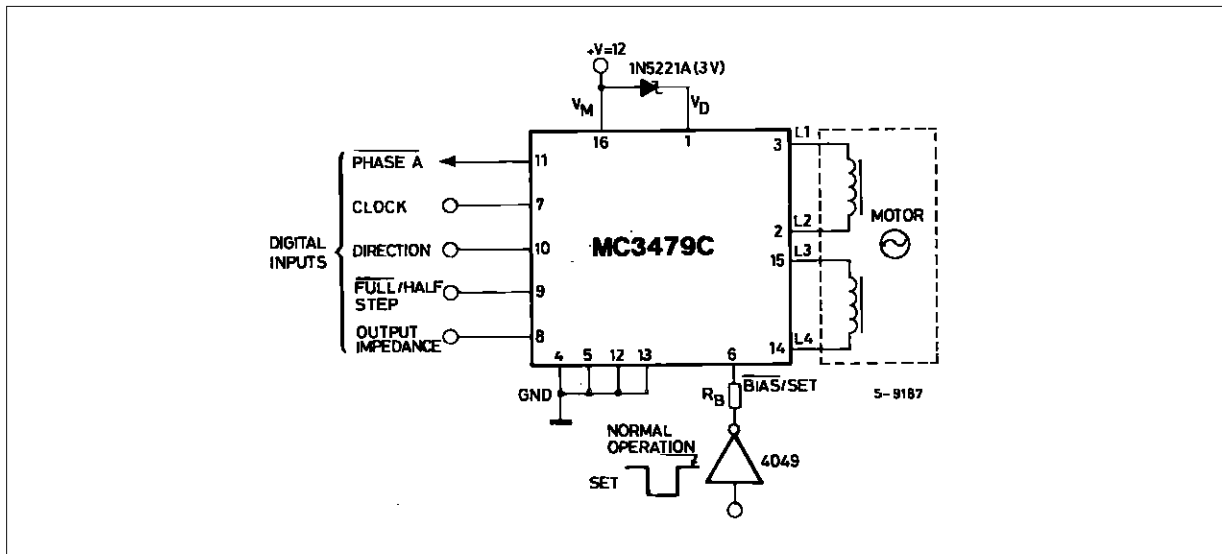 +V=12
1N5221A (3V)
VM
VD
16
1
PHASE A
11
CLOCK
7
DIGITAL INPUTS
DIRECTION
10
FULL/HALF STEP
9
OUTPUT IMPEDANCE
8
MC3479C
3
L1
2
L2
15
L3
14
L4
MOTOR
4
5
12
13
6
GND
BIAS/SET
RB
S-9187
NORMAL OPERATION
SET
4049